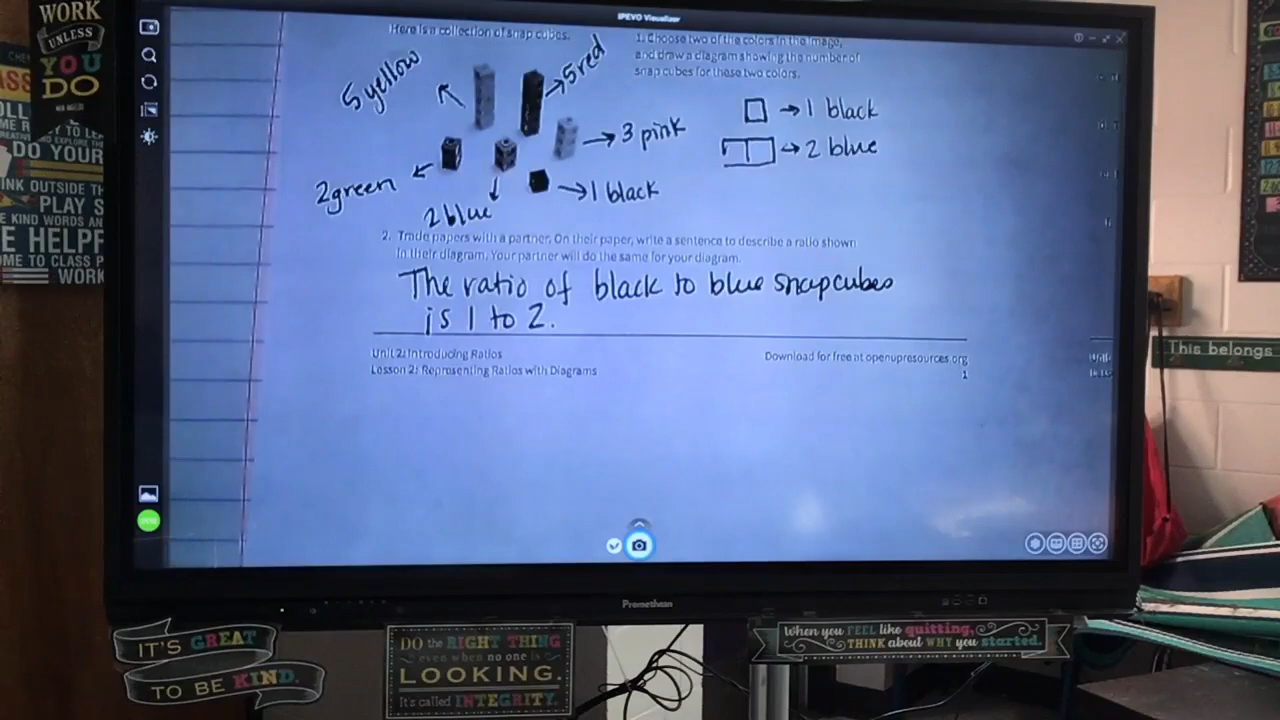 WORK
UNLESS
YOU
DO
DO YOUR
INK OUTSIDE TH
PLAY S
E KIND WORDS AN
E HELPF
OME TO CLASS P
WORK
IPEVO Visualizer
Here is a collection of snap cubes.
5 yellow
5 red
3 pink
2 green
2 blue
1 black
1. Choose two of the colors in the image,
and draw a diagram showing the number of
snap cubes for these two colors.
1 black
2 blue
2. Trade papers with a partner. On their paper, write a sentence to describe a ratio shown
in their diagram. Your partner will do the same for your diagram.
The ratio of black to blue snapcubes
is 1 to 2.
Unit 2: Introducing Ratios
Lesson 2: Representing Ratios with Diagrams
Download for free at openupresources.org
1
This belongs
Promethean
IT'S GREAT
TO BE KIND.
DO the RIGHT THING
even when no one is
LOOKING.
It's called INTEGRITY.
When you FEEL like quitting,
THINK about WHY you started.